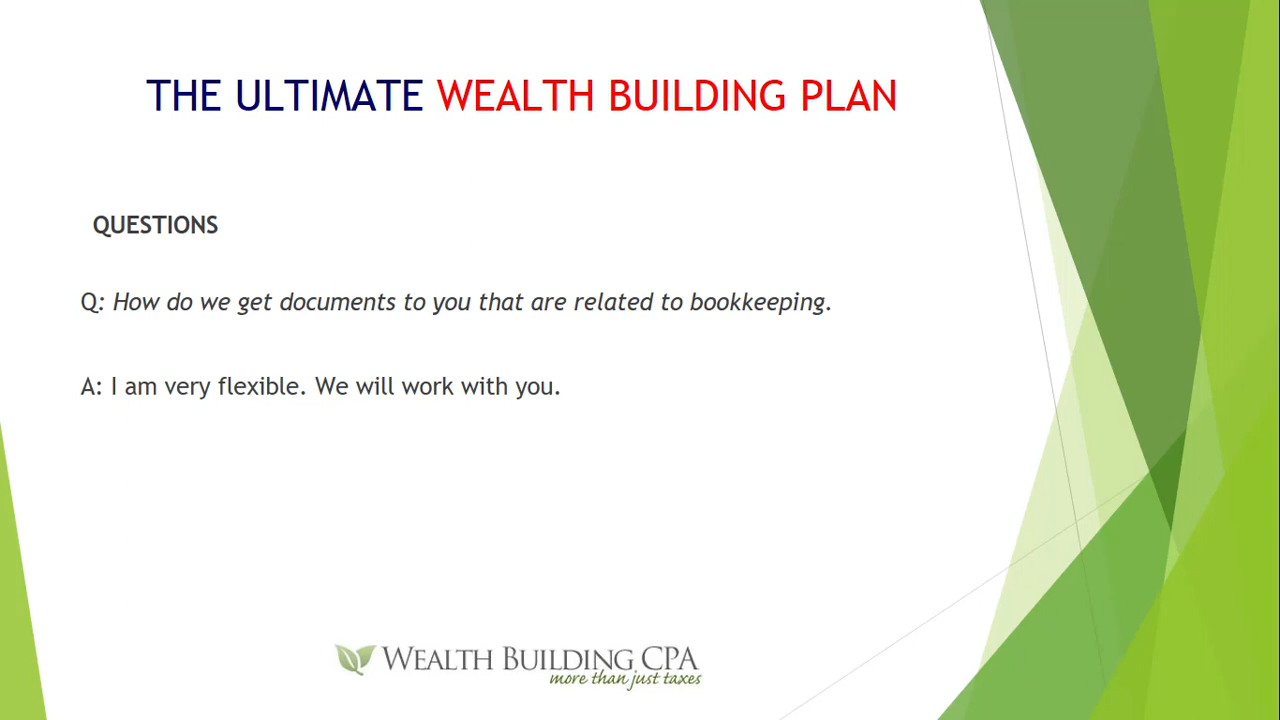 THE ULTIMATE WEALTH BUILDING PLAN
QUESTIONS
Q: How do we get documents to you that are related to bookkeeping.
A: I am very flexible. We will work with you.
WEALTH BUILDING CPA
more than just taxes